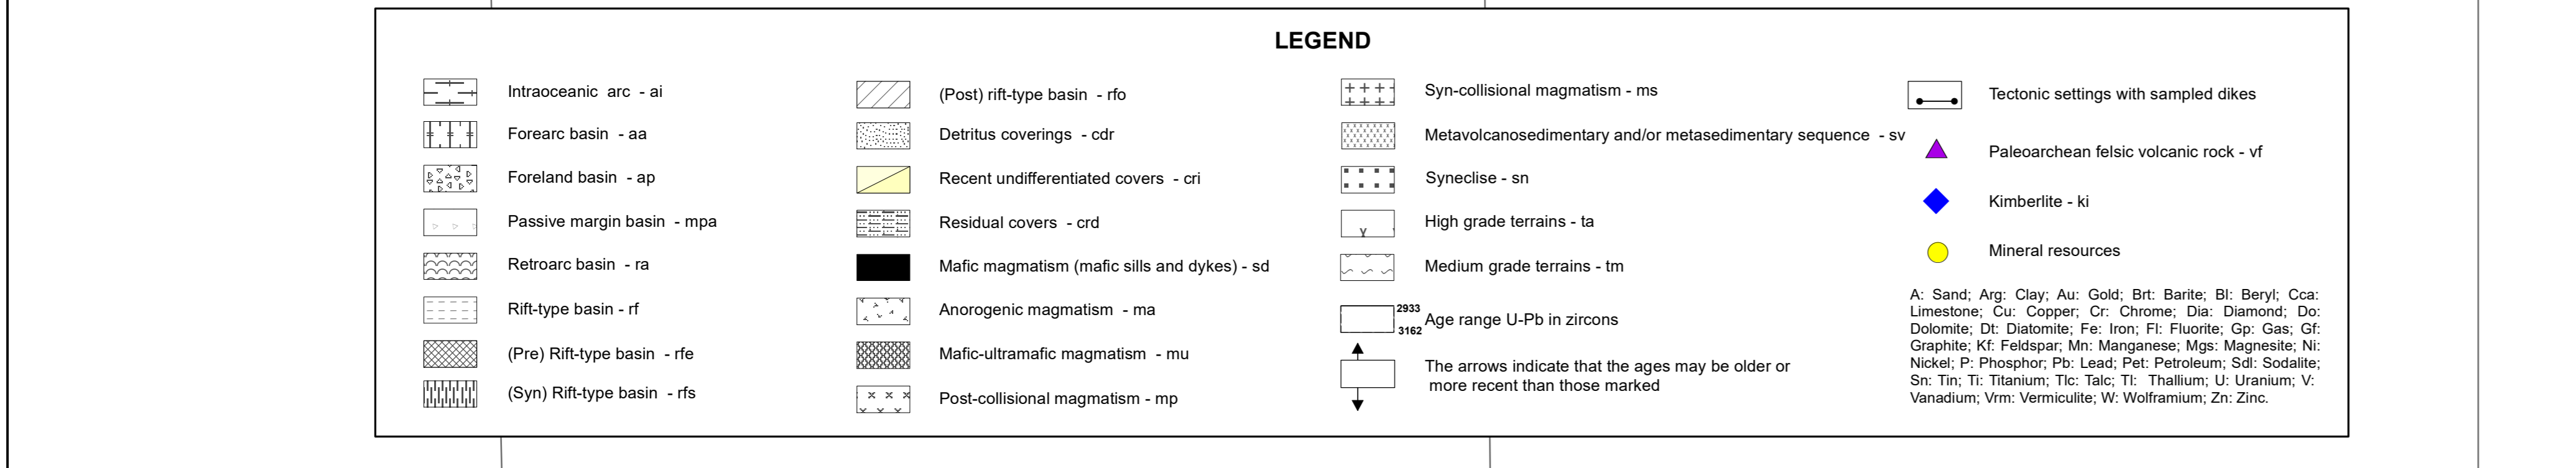 LEGEND
Intraoceanic arc - ai
Forearc basin - aa
Foreland basin - ap
Passive margin basin - mpa
Retroarc basin - ra
Rift-type basin - rf
(Pre) Rift-type basin - rfe
(Syn) Rift-type basin - rfs
(Post) rift-type basin - rfo
Detritus coverings - cdr
Recent undifferentiated covers - cri
Residual covers - crd
Mafic magmatism (mafic sills and dykes) - sd
Anorogenic magmatism - ma
Mafic-ultramafic magmatism - mu
Post-collisional magmatism - mp
Syn-collisional magmatism - ms
Metavolcanosedimentary and/or metasedimentary sequence - sv
Syneclise - sn
High grade terrains - ta
Medium grade terrains - tm
2933
Age range U-Pb in zircons
3162
The arrows indicate that the ages may be older or
more recent than those marked
Tectonic settings with sampled dikes
Paleoarchean felsic volcanic rock - vf
Kimberlite - ki
Mineral resources
A: Sand; Arg: Clay; Au: Gold; Brt: Barite; Bl: Beryl; Cca:
Limestone; Cu: Copper; Cr: Chrome; Dia: Diamond; Do:
Dolomite; Dt: Diatomite; Fe: Iron; Fl: Fluorite; Gp: Gas; Gf:
Graphite; Kf: Feldspar; Mn: Manganese; Mgs: Magnesite; Ni:
Nickel; P: Phosphor; Pb: Lead; Pet: Petroleum; Sdl: Sodalite;
Sn: Tin; Ti: Titanium; Tlc: Talc; Tl: Thallium; U: Uranium; V:
Vanadium; Vrm: Vermiculite; W: Wolframium; Zn: Zinc.